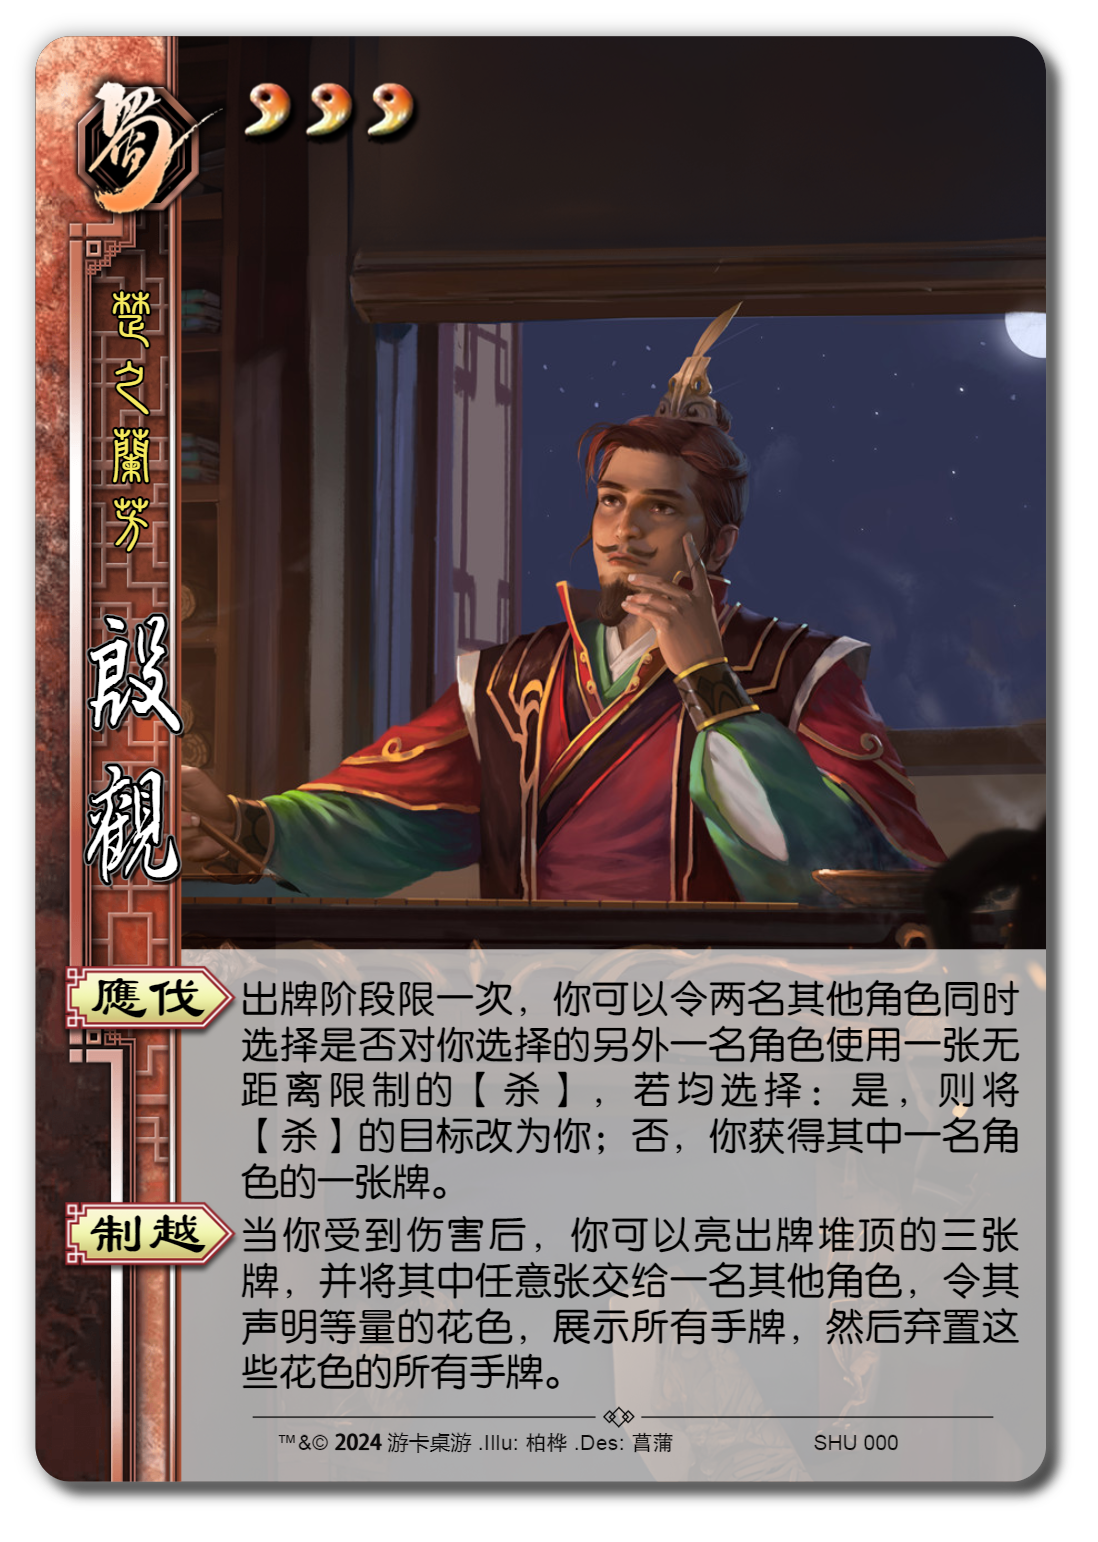 蜀
楚之蘭芳
殷觀
應伐
出牌阶段限一次，你可以令两名其他角色同时
选择是否对你选择的另外一名角色使用一张无
距离限制的【杀】，若均选择：是，则将
【杀】的目标改为你；否，你获得其中一名角
色的一张牌。
制越
当你受到伤害后，你可以亮出牌堆顶的三张
牌，并将其中任意张交给一名其他角色，令其
声明等量的花色，展示所有手牌，然后弃置这
些花色的所有手牌。
™&© 2024 游卡桌游 .Illu: 柏桦 .Des: 菖蒲 SHU 000